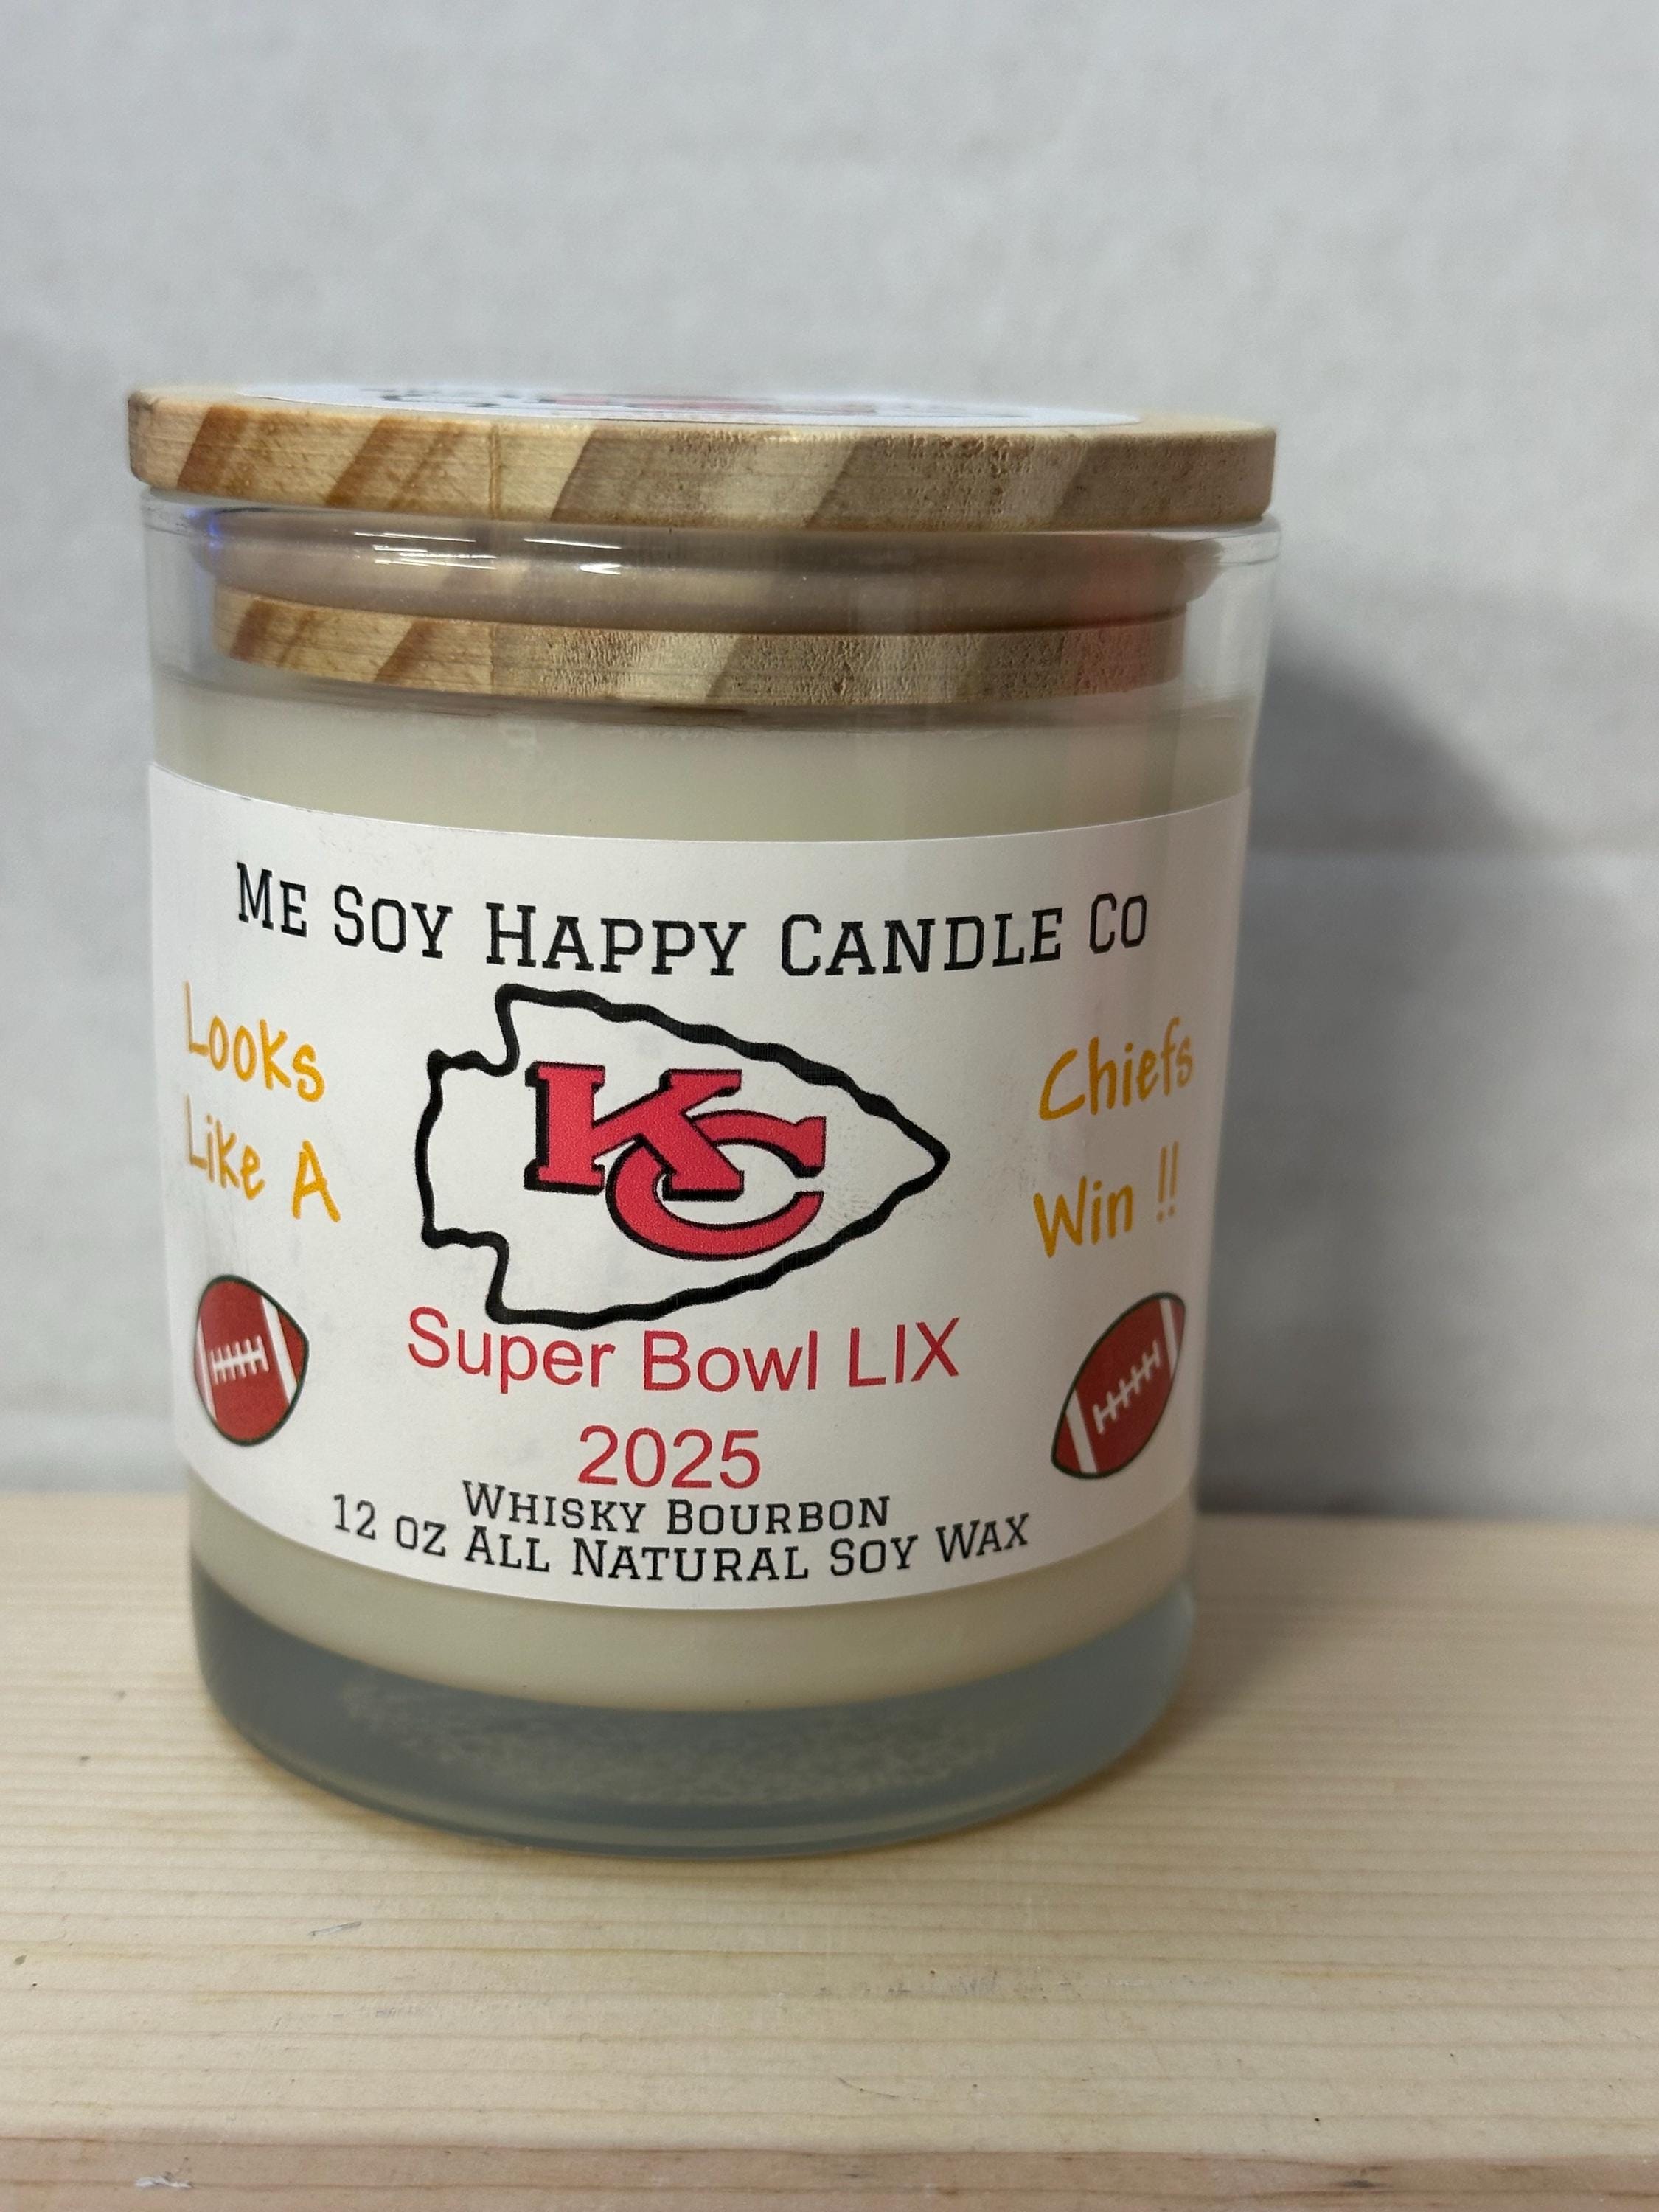 Me Soy Happy Candle Co
Looks
Like A
KC
Chiefs
Win !!
Super Bowl LIX
2025
Whisky Bourbon
12 oz All Natural Soy Wax